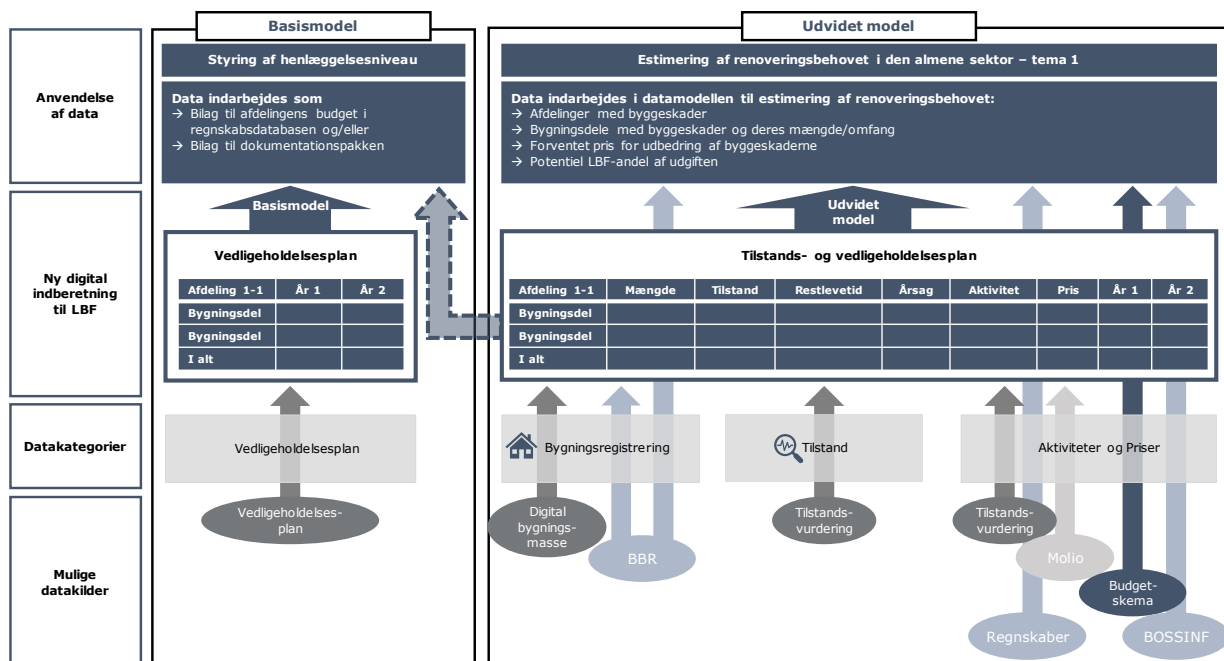 Basismodel
Udvidet model
Anvendelse
af data
Styring af henlæggelsesniveau
Data indarbejdes som
→ Bilag til afdelingens budget i
regnskabsdatabasen og/eller
→ Bilag til dokumentationspakken
Estimering af renoveringsbehovet i den almene sektor – tema 1
Data indarbejdes i datamodellen til estimering af renoveringsbehovet:
→ Afdelinger med byggeskader
→ Bygningsdele med byggeskader og deres mængde/omfang
→ Forventet pris for udbedring af byggeskaderne
→ Potentiel LBF-andel af udgiften
Ny digital
indberetning
til LBF
Basismodel
Vedligeholdelsesplan
Afdeling 1-1 År 1 År 2
Bygningsdel
Bygningsdel
I alt
Udvidet
model
Tilstands- og vedligeholdelsesplan
Afdeling 1-1 Mængde Tilstand Restlevetid Årsag Aktivitet Pris År 1 År 2
Bygningsdel
Bygningsdel
I alt
Datakategorier
Vedligeholdelsesplan
Bygningsregistrering
Tilstand
Aktiviteter og Priser
Mulige
datakilder
Vedligeholdelses-
plan
Digital
bygnings-
masse
BBR
Tilstands-
vurdering
Tilstands-
vurdering
Molio
Budget-
skema
Regnskaber
BOSSINF